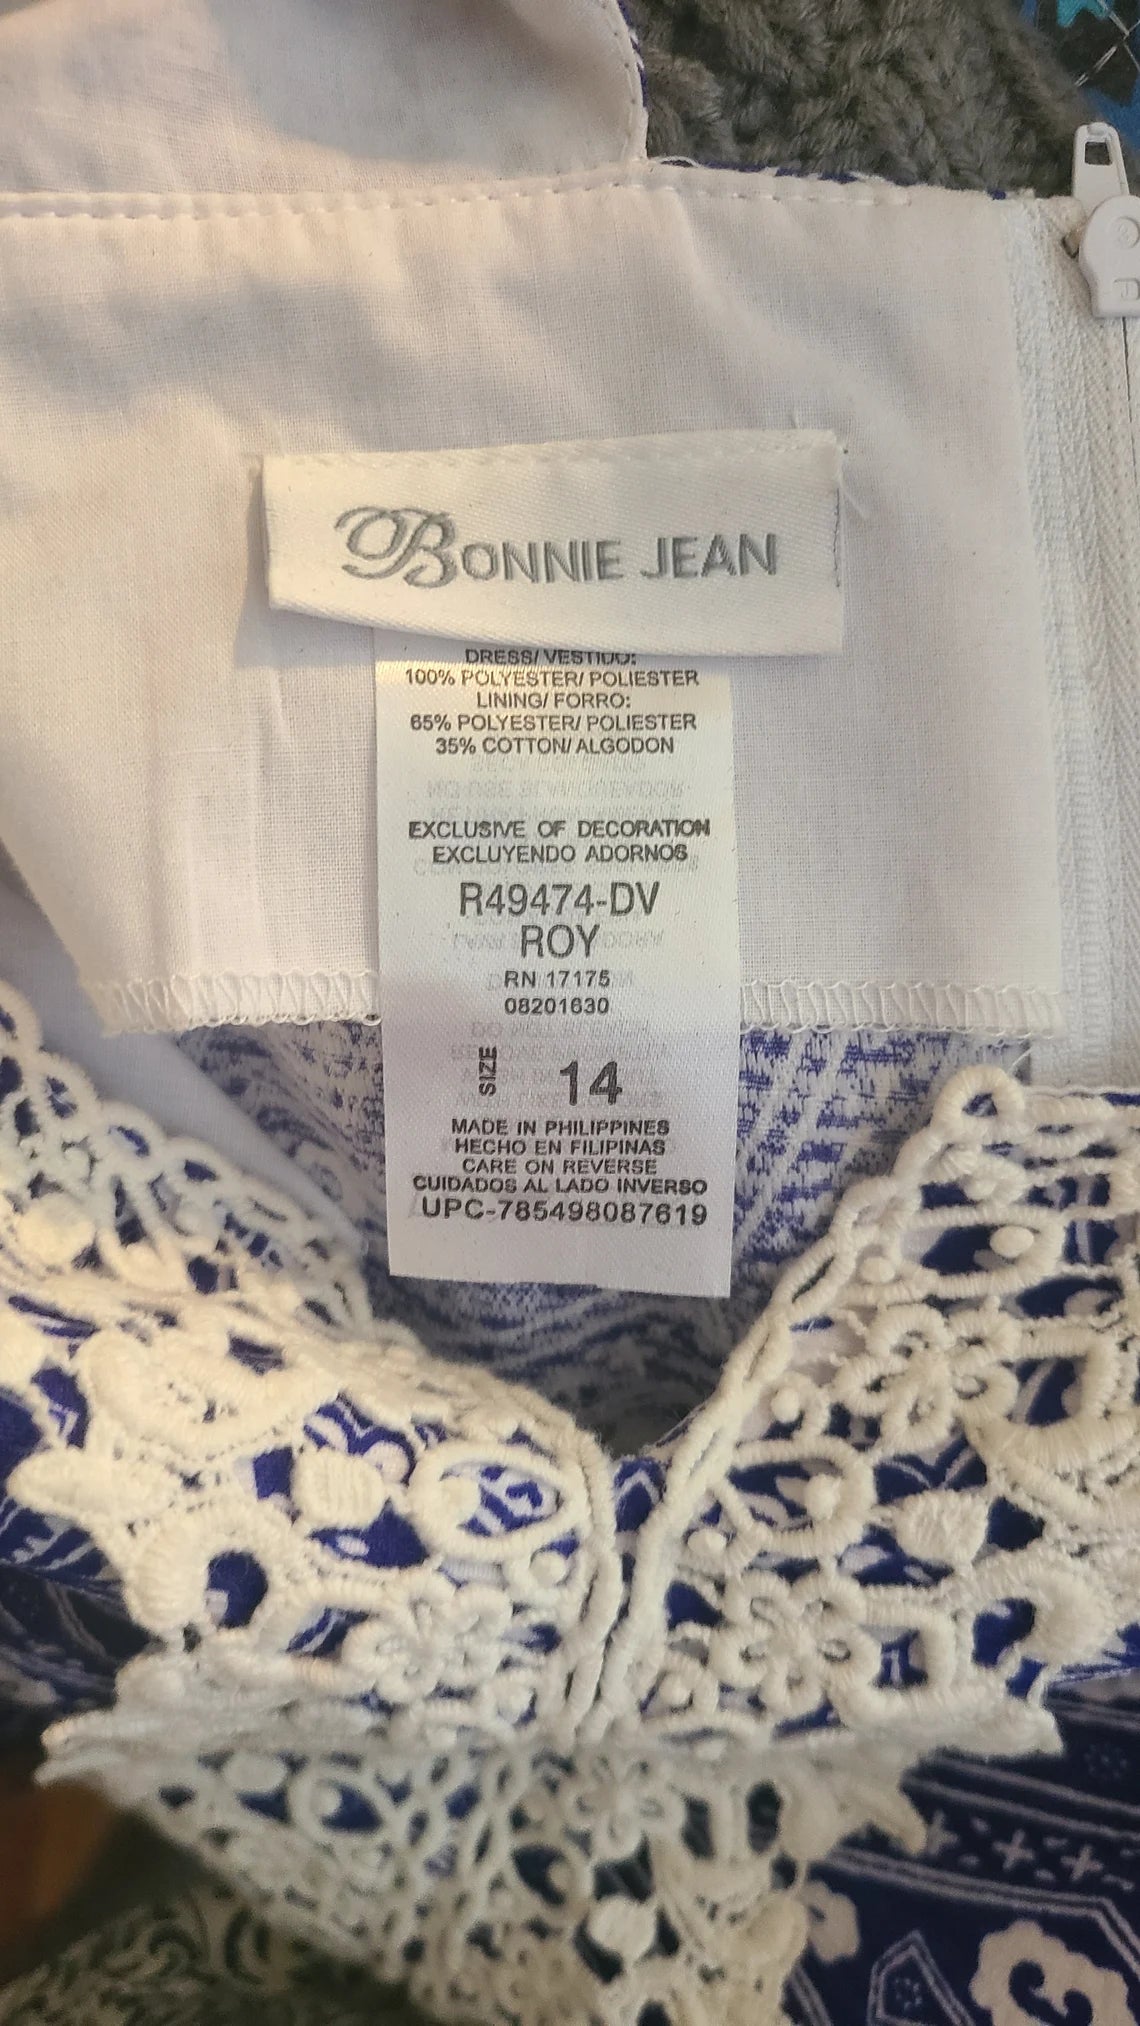 BONNIE JEAN
DRESS/ VESTIDO:
100% POLYESTER/ POLIESTER
LINING/ FORRO:
65% POLYESTER/ POLIESTER
35% COTTON/ ALGODON
EXCLUSIVE OF DECORATION
EXCLUYENDO ADORNOS
R49474-DV
ROY
RN 17175
08201630
SIZE 14
MADE IN PHILIPPINES
HECHO EN FILIPINAS
CARE ON REVERSE
CUIDADOS AL LADO INVERSO
UPC-785498087619